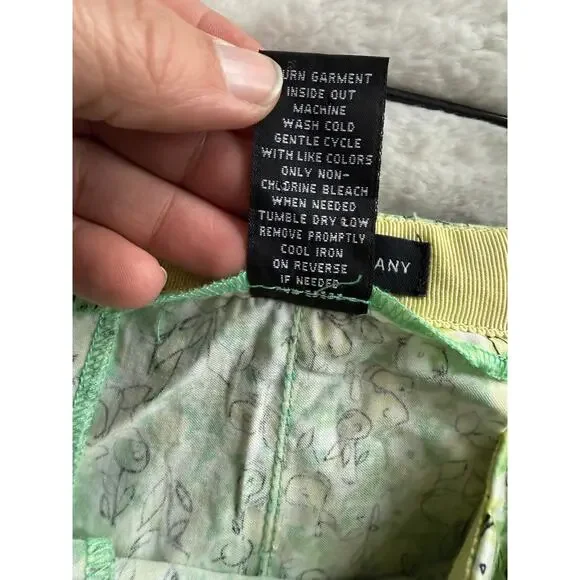 URN GARMENT
INSIDE OUT
MACHINE
WASH COLD
GENTLE CYCLE
WITH LIKE COLORS
ONLY NON-
CHLORINE BLEACH
WHEN NEEDED
TUMBLE DRY LOW
REMOVE PROMPTLY
COOL IRON
ON REVERSE
IF NEEDED
ANY